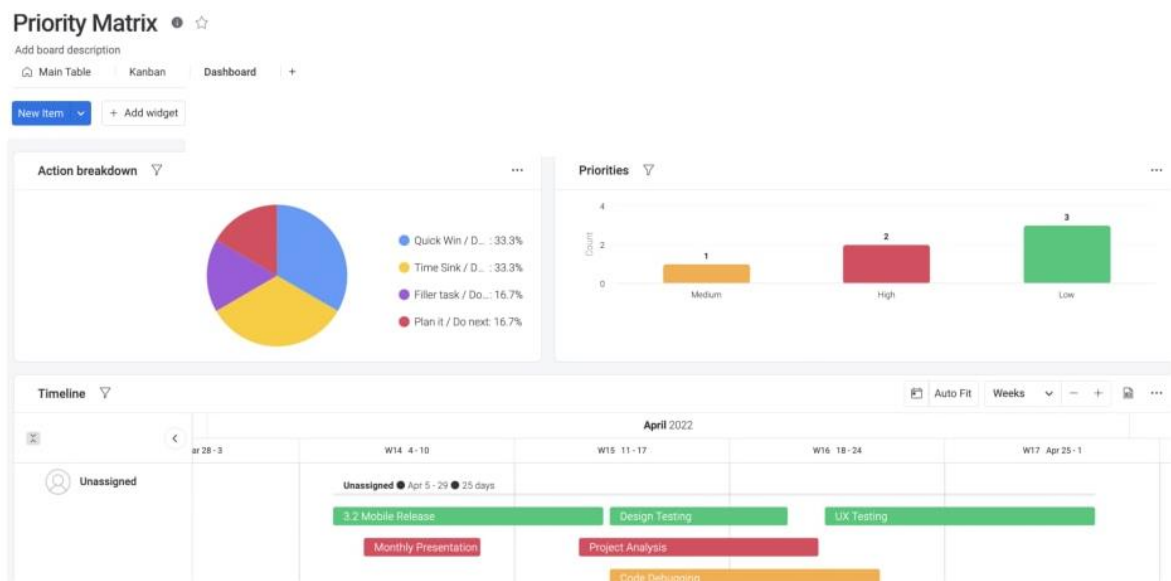 Priority Matrix
Add board description
Main Table Kanban Dashboard +
New Item + Add widget
Action breakdown
Quick Win / D... : 33.3%
Time Sink / D... : 33.3%
Filler task / Do...: 16.7%
Plan it / Do next: 16.7%
Priorities
4
2
0
Count
1
2
3
Medium High Low
Timeline
Auto Fit Weeks − +
April 2022
ar 28 - 3 W14 4-10 W15 11-17 W16 18-24 W17 Apr 25 - 1
Unassigned
Unassigned ● Apr 5 - 29 ● 25 days
3.2 Mobile Release Design Testing UX Testing
Monthly Presentation Project Analysis
Code Debugging